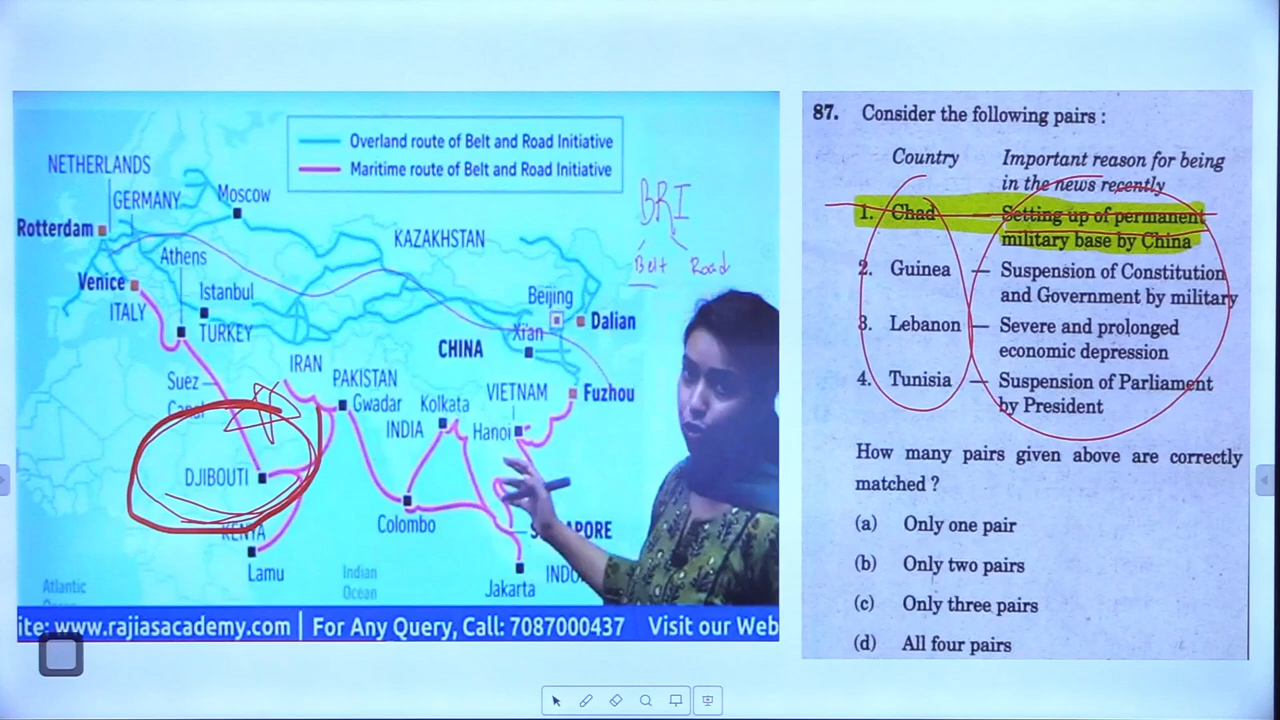 Overland route of Belt and Road Initiative
Maritime route of Belt and Road Initiative
NETHERLANDS
GERMANY
Moscow
Rotterdam
KAZAKHSTAN
BRI
Belt Road
Athens
Venice
Istanbul
ITALY
TURKEY
Beijing
Dalian
Xi'an
CHINA
IRAN
PAKISTAN
Suez
Canal
Gwadar
Kolkata
VIETNAM
Fuzhou
INDIA
Hanoi
DJIBOUTI
KENYA
Colombo
APORE
Lamu
Indian
Ocean
Jakarta
INDO
Atlantic
ite: www.rajiasacademy.com | For Any Query, Call: 7087000437 Visit our Web
87. Consider the following pairs :
Country Important reason for being
in the news recently
1. Chad — Setting up of permanent
military base by China
2. Guinea — Suspension of Constitution
and Government by military
3. Lebanon — Severe and prolonged
economic depression
4. Tunisia — Suspension of Parliament
by President
How many pairs given above are correctly
matched ?
(a) Only one pair
(b) Only two pairs
(c) Only three pairs
(d) All four pairs